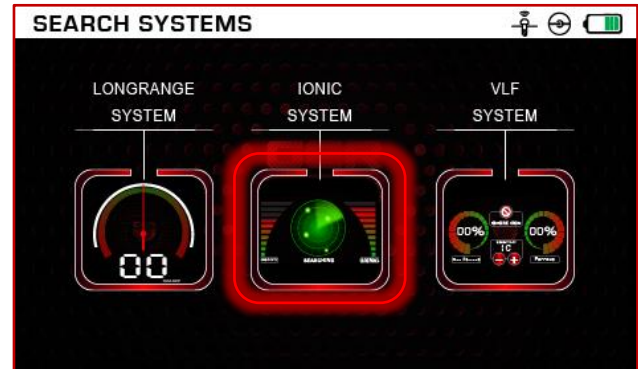 SEARCH SYSTEMS
LONGRANGE
SYSTEM
IONIC
SYSTEM
VLF
SYSTEM
00
SEARCHING
00%
00%